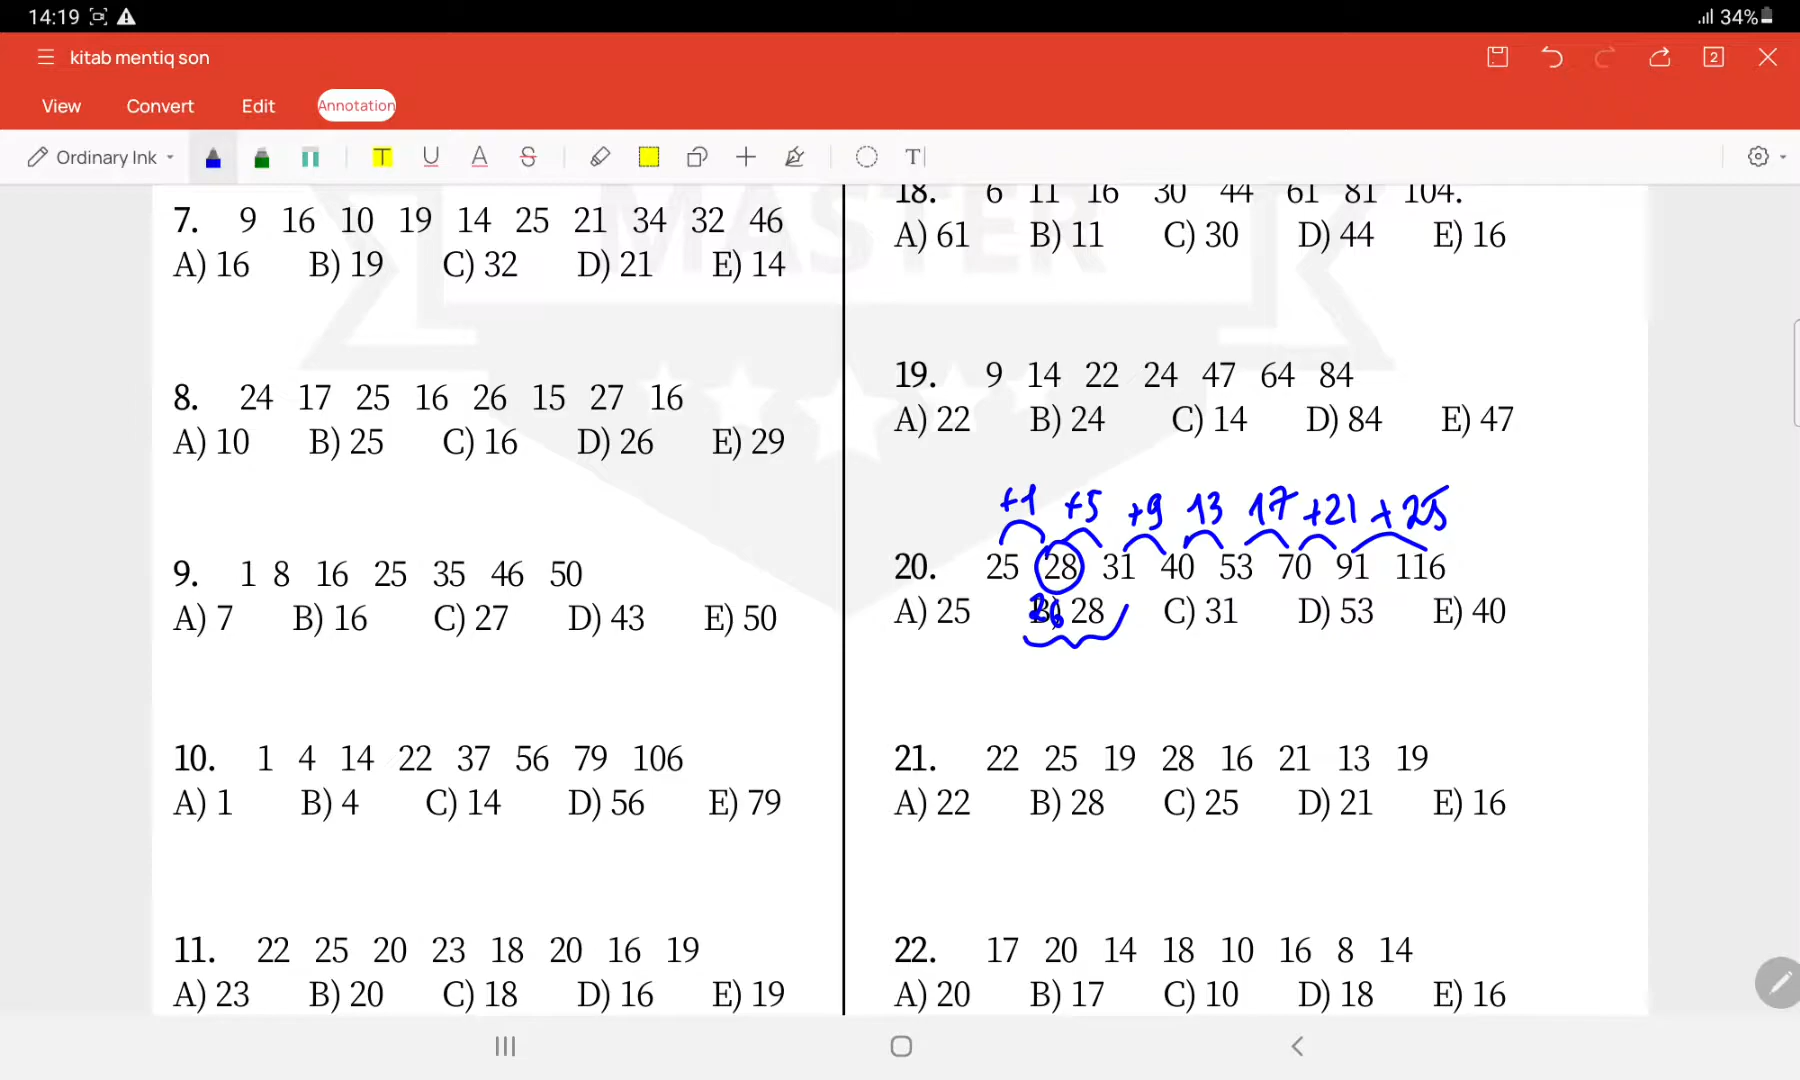 14:19
34%
kitab mentiq son
2
View Convert Edit Annotation
Ordinary Ink
T U A S T
MASTER
7. 9 16 10 19 14 25 21 34 32 46
A) 16 B) 19 C) 32 D) 21 E) 14
8. 24 17 25 16 26 15 27 16
A) 10 B) 25 C) 16 D) 26 E) 29
9. 1 8 16 25 35 46 50
A) 7 B) 16 C) 27 D) 43 E) 50
10. 1 4 14 22 37 56 79 106
A) 1 B) 4 C) 14 D) 56 E) 79
11. 22 25 20 23 18 20 16 19
A) 23 B) 20 C) 18 D) 16 E) 19
18. 6 11 16 30 44 61 81 104.
A) 61 B) 11 C) 30 D) 44 E) 16
19. 9 14 22 24 47 64 84
A) 22 B) 24 C) 14 D) 84 E) 47
+1 +5 +9 13 17 +21 +25
20. 25 28 31 40 53 70 91 116
26
A) 25 B) 28 C) 31 D) 53 E) 40
21. 22 25 19 28 16 21 13 19
A) 22 B) 28 C) 25 D) 21 E) 16
22. 17 20 14 18 10 16 8 14
A) 20 B) 17 C) 10 D) 18 E) 16